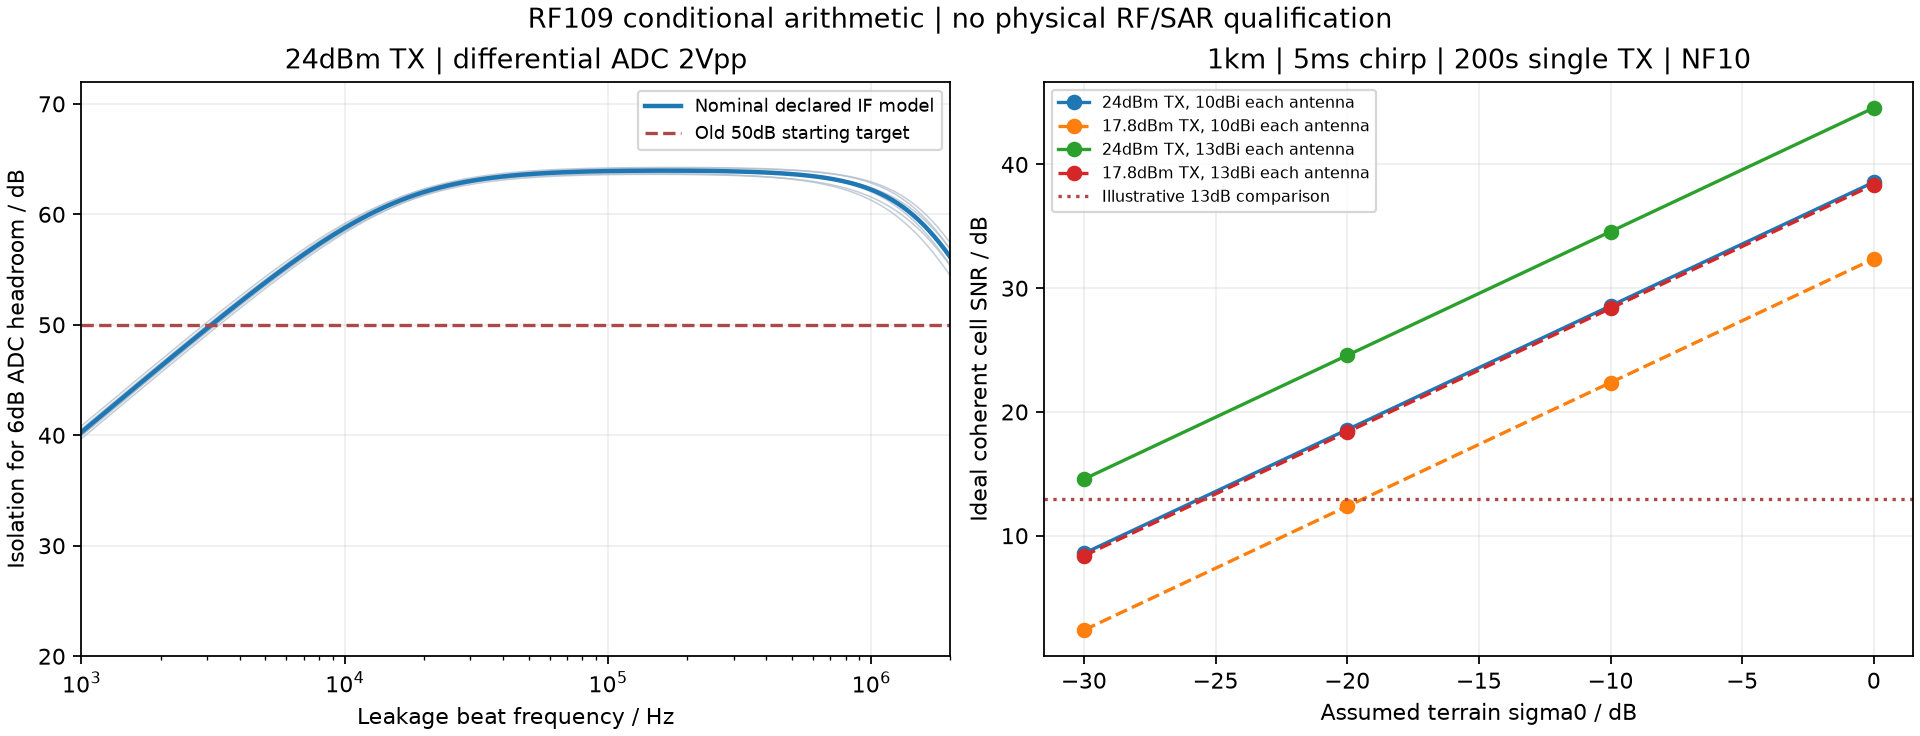 RF109 conditional arithmetic | no physical RF/SAR qualification
24dBm TX | differential ADC 2Vpp
Isolation for 6dB ADC headroom / dB
70
60
50
40
30
20
Nominal declared IF model
Old 50dB starting target
10³
10⁴
10⁵
10⁶
Leakage beat frequency / Hz
1km | 5ms chirp | 200s single TX | NF10
Ideal coherent cell SNR / dB
40
30
20
10
24dBm TX, 10dBi each antenna
17.8dBm TX, 10dBi each antenna
24dBm TX, 13dBi each antenna
17.8dBm TX, 13dBi each antenna
Illustrative 13dB comparison
−30
−25
−20
−15
−10
−5
0
Assumed terrain sigma0 / dB